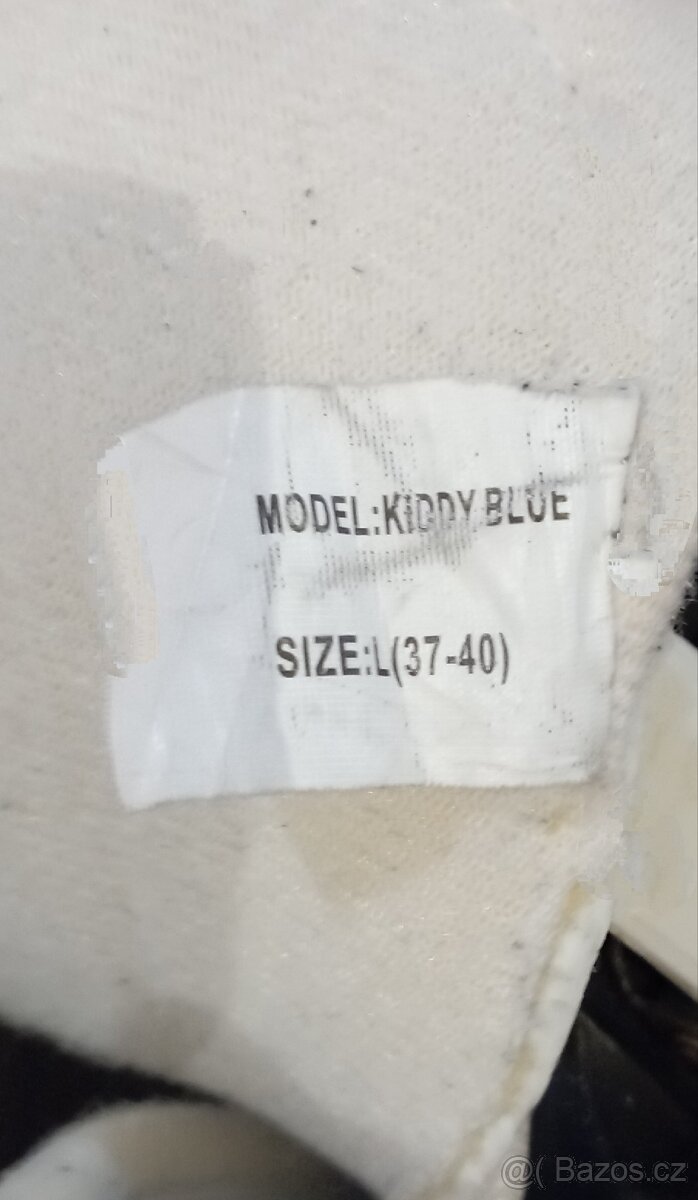 MODEL:KIDDY BLUE
SIZE:L(37-40)
@( Bazos.cz